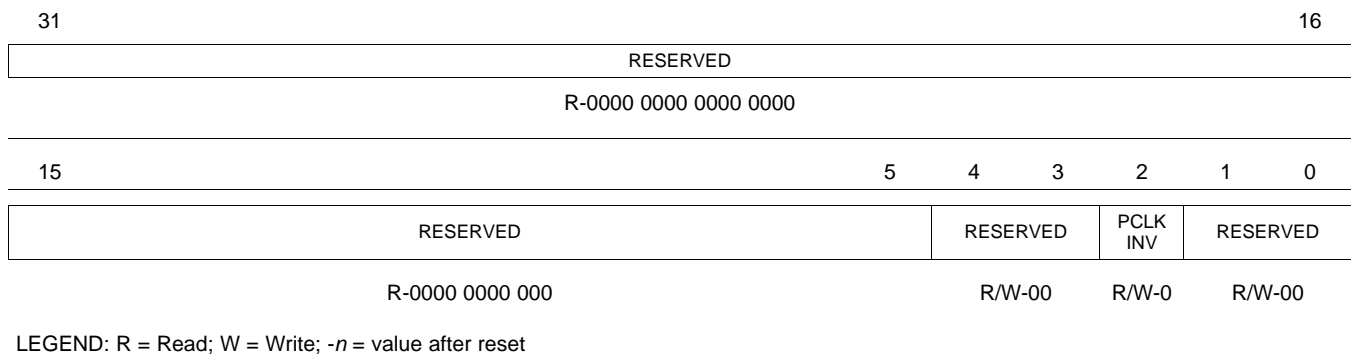 31 16
RESERVED
R-0000 0000 0000 0000
15 5 4 3 2 1 0
RESERVED RESERVED PCLK INV RESERVED
R-0000 0000 000 R/W-00 R/W-0 R/W-00
LEGEND: R = Read; W = Write; -n = value after reset